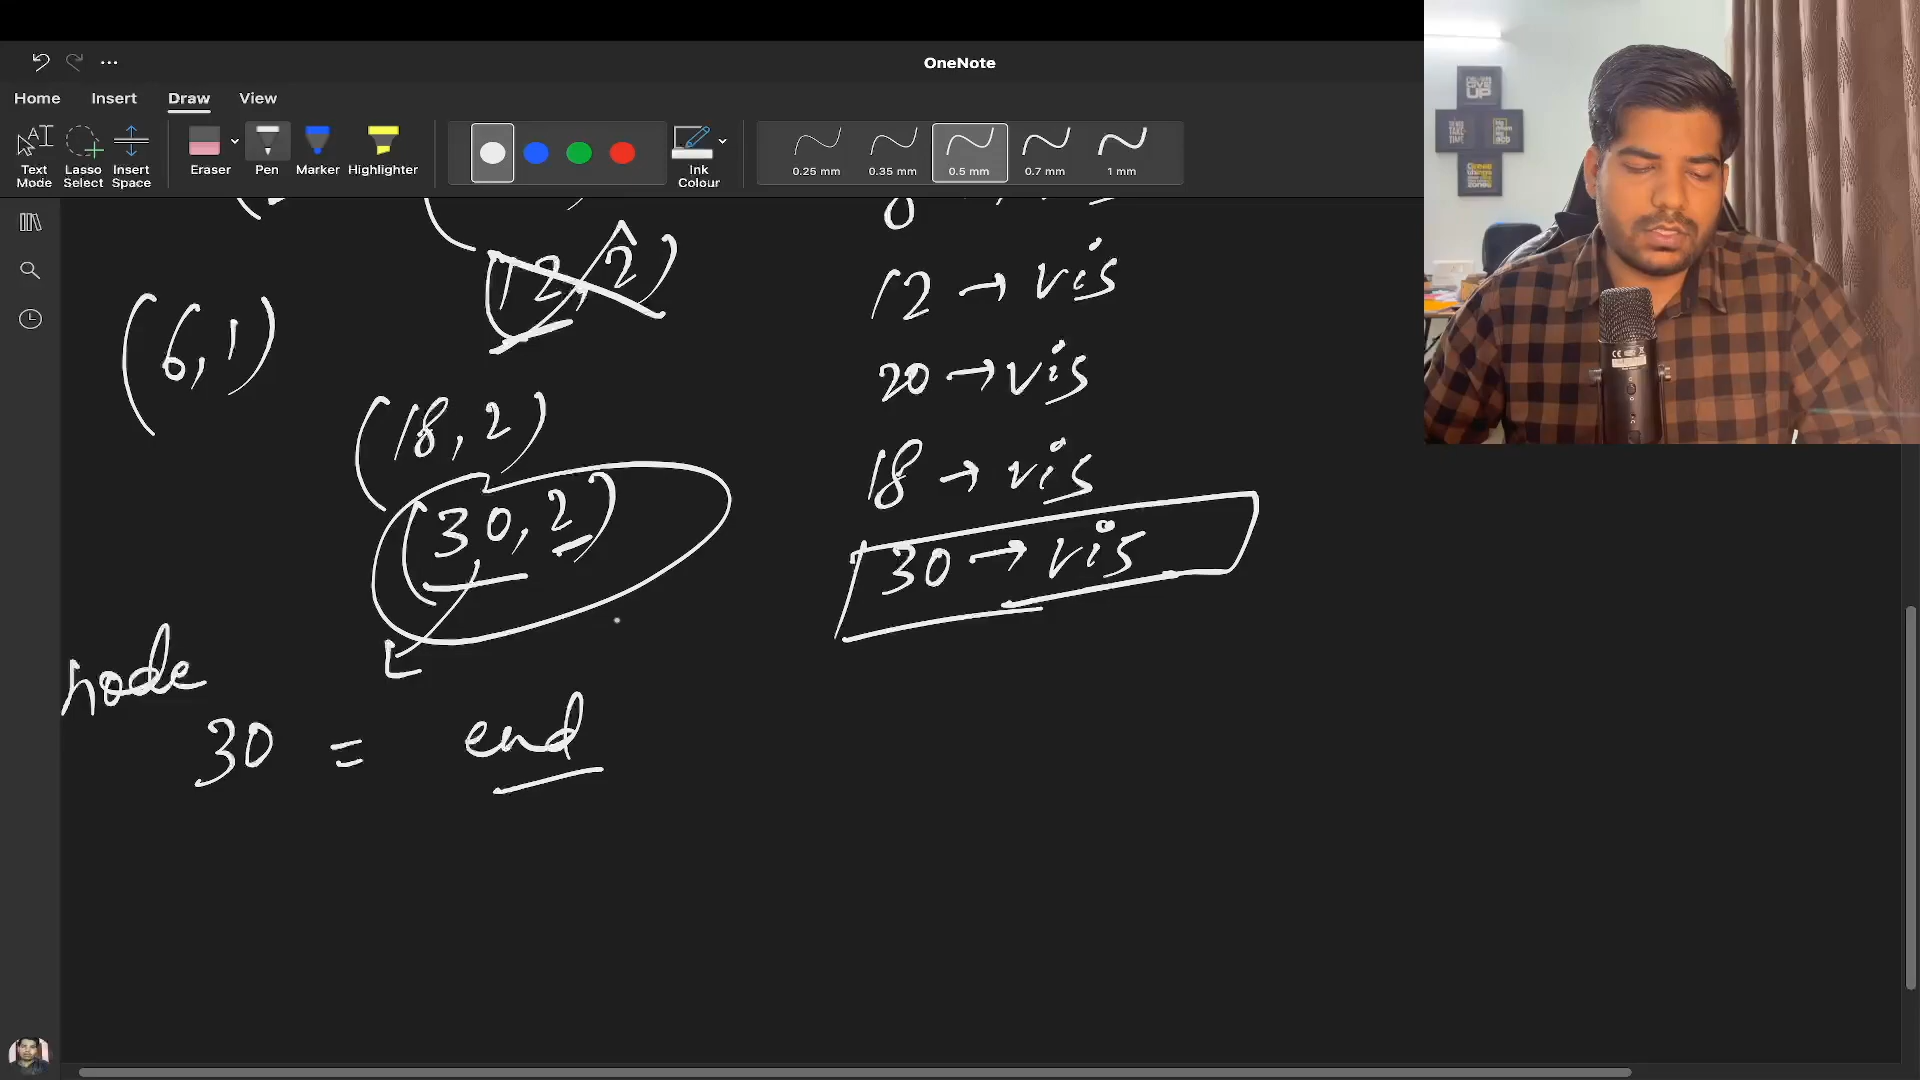 OneNote
Home Insert Draw View
Text Mode
Lasso Select
Insert Space
Eraser
Pen
Marker
Highlighter
Ink Colour
0.25 mm
0.35 mm
0.5 mm
0.7 mm
1 mm
(12, 2)
(6, 1)
(18, 2)
(30, 2)
node
30 = end
12 → vis
20 → vis
18 → vis
30 → vis